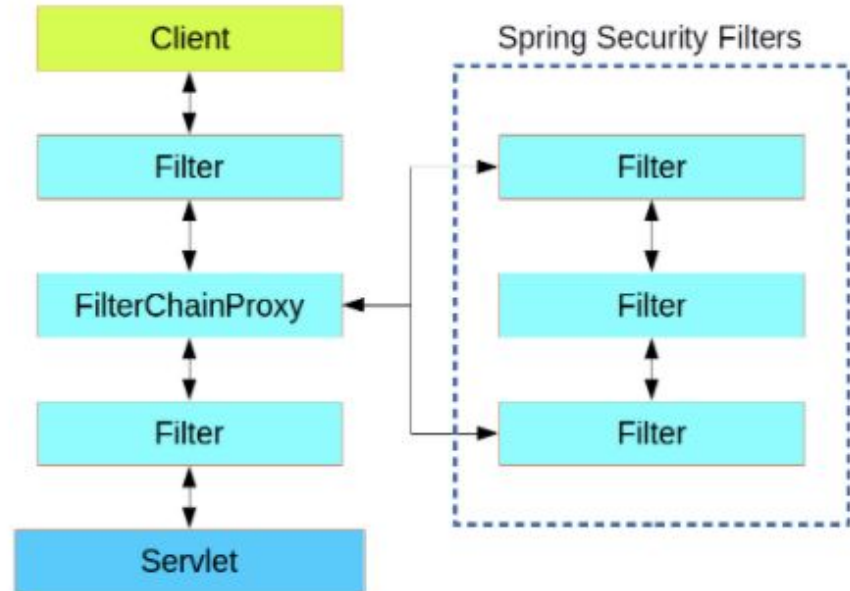 Client
Spring Security Filters
Filter
Filter
FilterChainProxy
Filter
Filter
Filter
Servlet